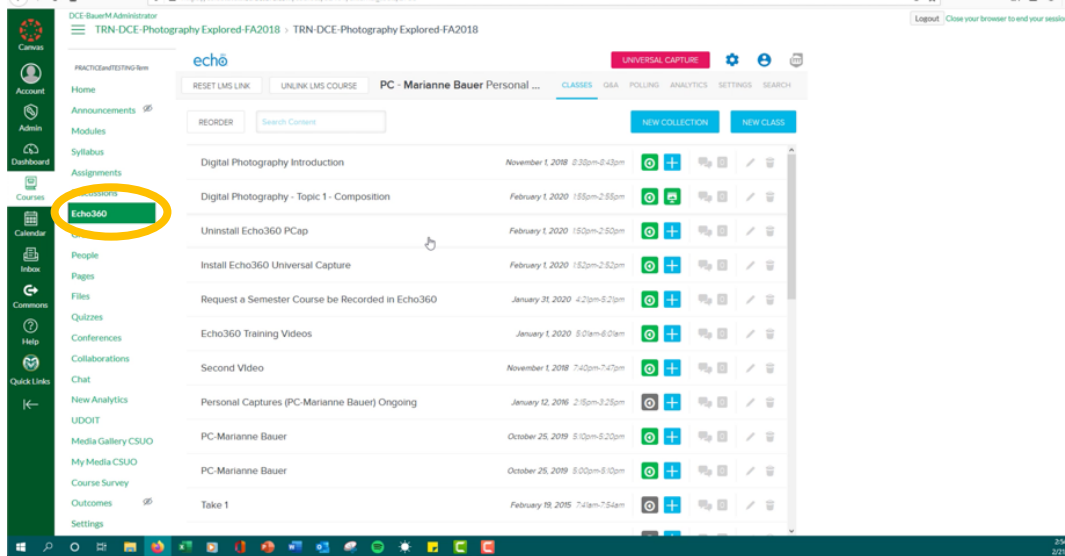 DCE-BauerM Administrator
TRN-DCE-Photography Explored-FA2018 > TRN-DCE-Photography Explored-FA2018
Logout Close your browser to end your session
Canvas
Account
Admin
Dashboard
Courses
Calendar
Inbox
Commons
Help
Quick Links
PRACTICEandTESTING-Term
Home
Announcements
Modules
Syllabus
Assignments
Discussions
Echo360
People
Pages
Files
Quizzes
Conferences
Collaborations
Chat
New Analytics
UDOIT
Media Gallery CSUO
My Media CSUO
Course Survey
Outcomes
Settings
echo
UNIVERSAL CAPTURE
RESET LMS LINK UNLINK LMS COURSE PC - Marianne Bauer Personal ... CLASSES Q&A POLLING ANALYTICS SETTINGS SEARCH
REORDER Search Content NEW COLLECTION NEW CLASS
Digital Photography Introduction November 1, 2018 8:38pm-8:43pm
Digital Photography - Topic 1 - Composition February 1, 2020 1:55pm-2:55pm
Uninstall Echo360 PCap February 1, 2020 1:50pm-2:50pm
Install Echo360 Universal Capture February 1, 2020 1:52pm-2:52pm
Request a Semester Course be Recorded in Echo360 January 31, 2020 4:21pm-5:21pm
Echo360 Training Videos January 1, 2020 5:01am-6:01am
Second VIdeo November 1, 2018 7:42pm-7:47pm
Personal Captures (PC-Marianne Bauer) Ongoing January 12, 2016 2:15pm-3:25pm
PC-Marianne Bauer October 25, 2019 5:10pm-5:20pm
PC-Marianne Bauer October 25, 2019 5:00pm-5:10pm
Take 1 February 19, 2015 7:41am-7:54am